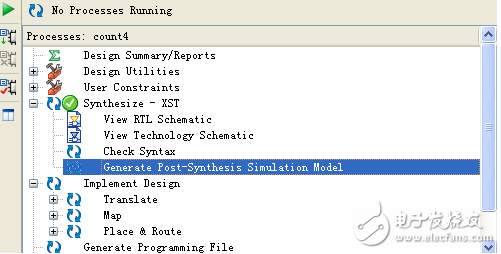 No Processes Running
Processes: count4
Design Summary/Reports
Design Utilities
User Constraints
Synthesize - XST
View RTL Schematic
View Technology Schematic
Check Syntax
Generate Post-Synthesis Simulation Model
Implement Design
Translate
Map
Place & Route
Generate Programming File
电子发烧友
www.elecfans.com